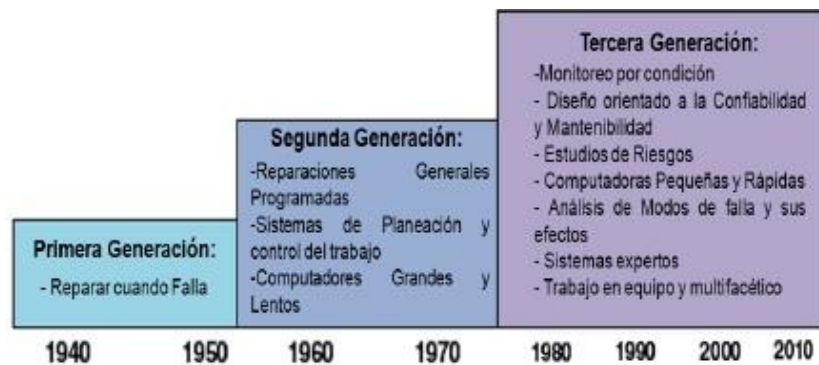 Tercera Generación:
-Monitoreo por condición
- Diseño orientado a la Confiabilidad
y Mantenibilidad
- Estudios de Riesgos
- Computadoras Pequeñas y Rápidas
- Análisis de Modos de falla y sus
efectos
- Sistemas expertos
- Trabajo en equipo y multifacético
Segunda Generación:
-Reparaciones Generales
Programadas
-Sistemas de Planeación y
control del trabajo
-Computadores Grandes y
Lentos
Primera Generación:
- Reparar cuando Falla
1940 1950 1960 1970 1980 1990 2000 2010